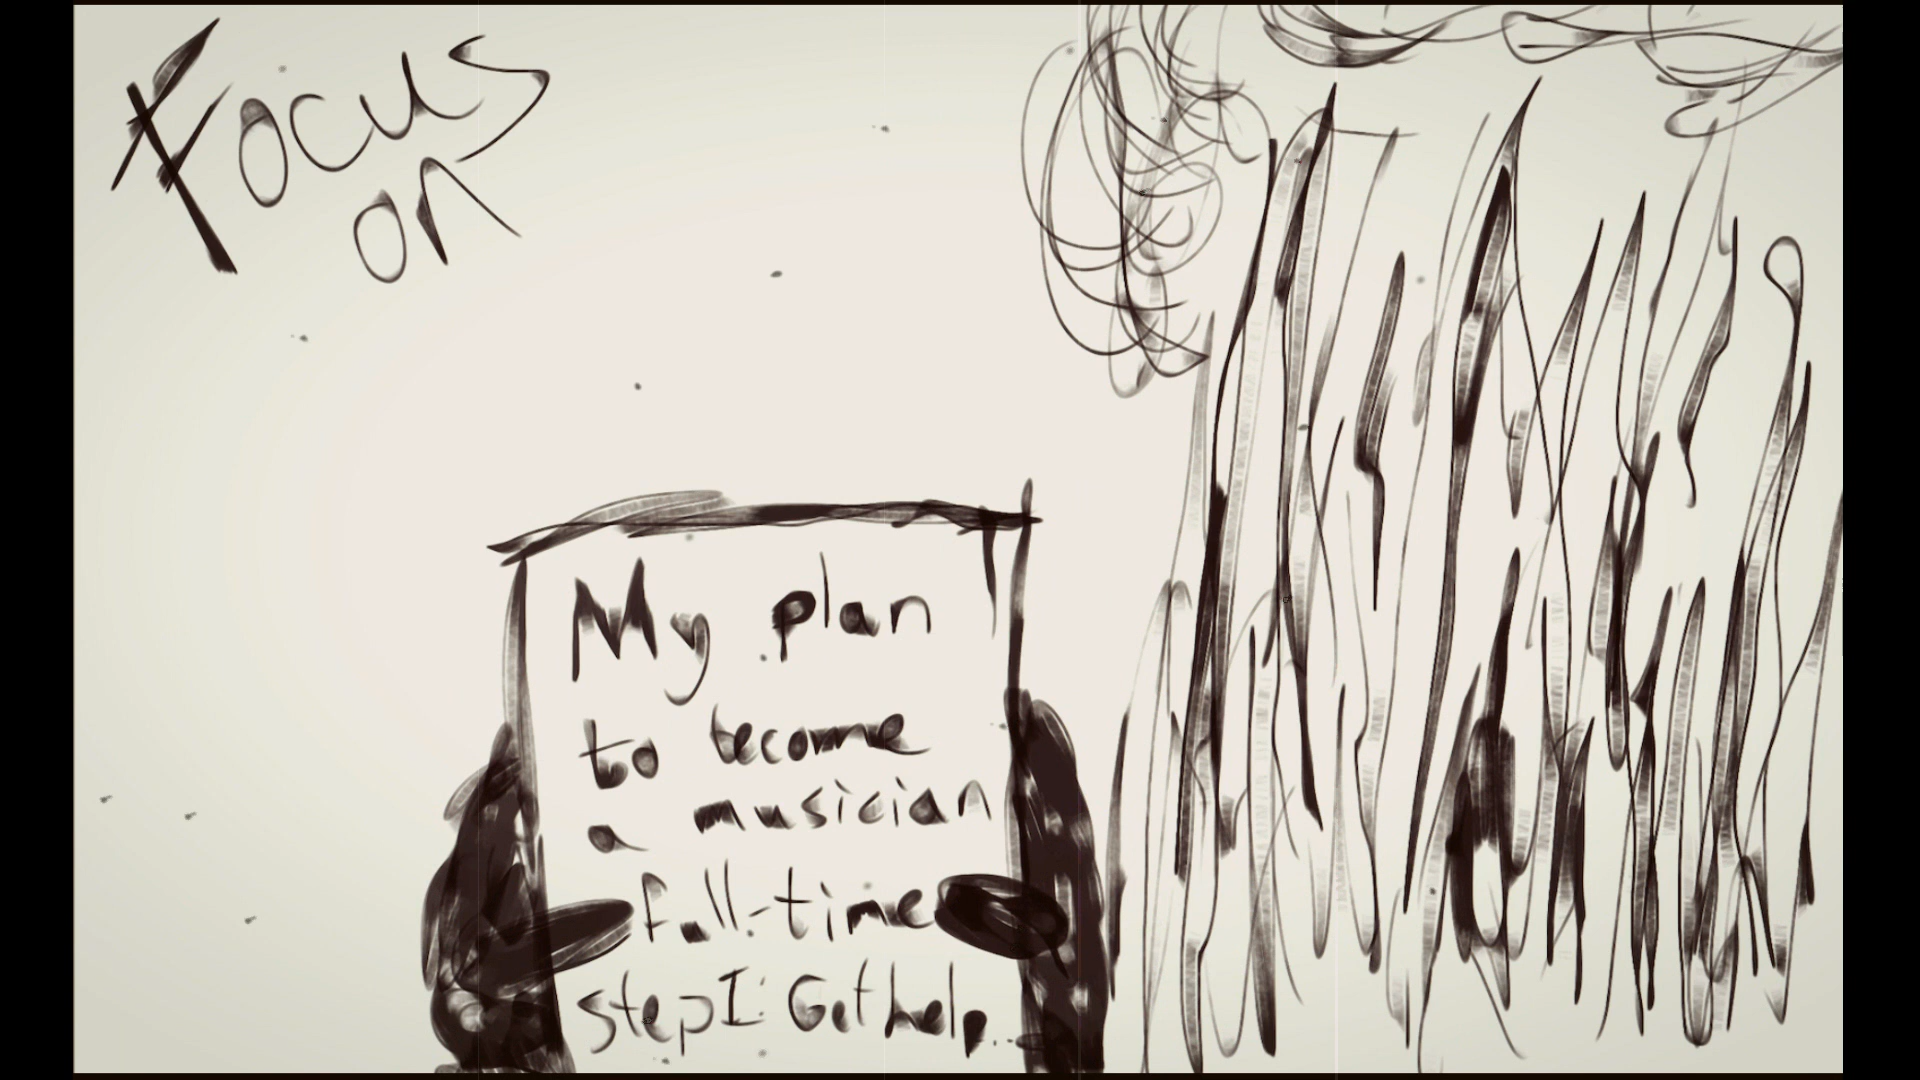 Focus
on
My plan
to become
a musician
full-time
step I: Get help...